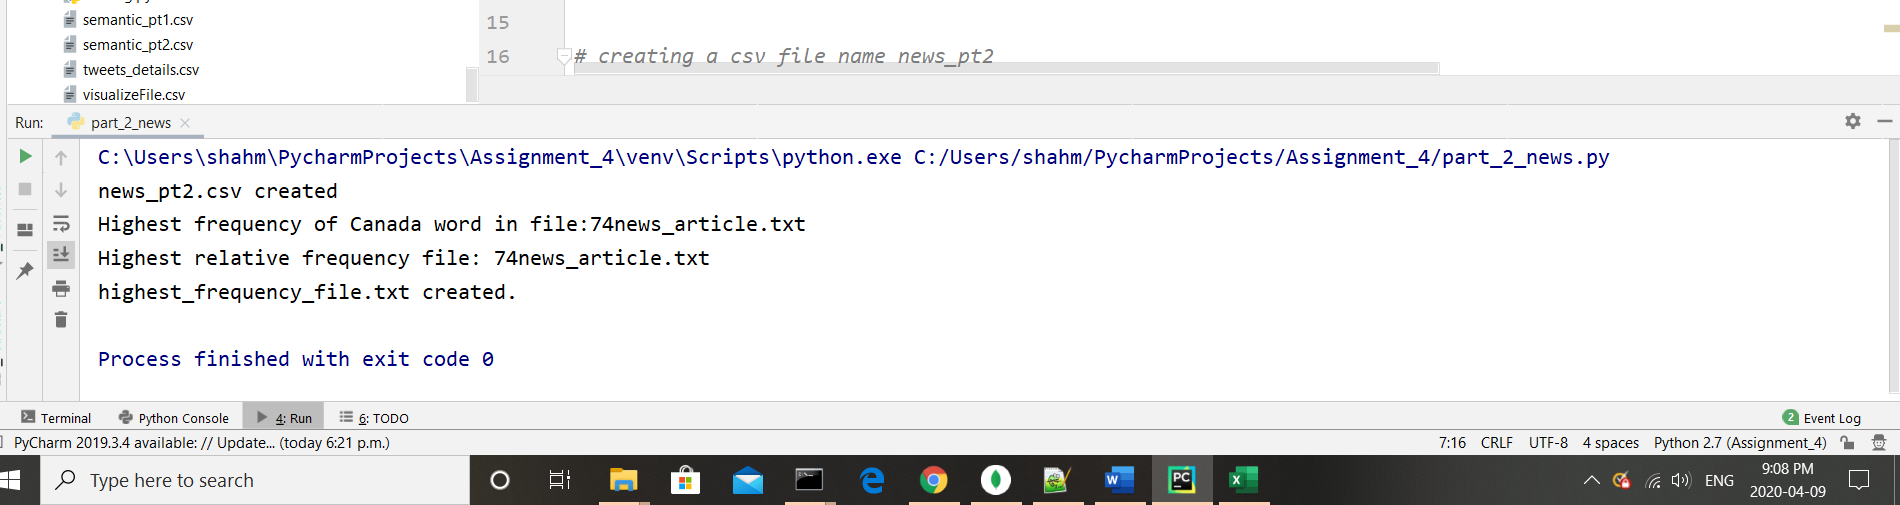 semantic_pt1.csv
semantic_pt2.csv
tweets_details.csv
visualizeFile.csv
15
16 # creating a csv file name news_pt2
Run: part_2_news
C:\Users\shahm\PycharmProjects\Assignment_4\venv\Scripts\python.exe C:/Users/shahm/PycharmProjects/Assignment_4/part_2_news.py
news_pt2.csv created
Highest frequency of Canada word in file:74news_article.txt
Highest relative frequency file: 74news_article.txt
highest_frequency_file.txt created.
Process finished with exit code 0
Terminal Python Console 4: Run 6: TODO 2 Event Log
PyCharm 2019.3.4 available: // Update... (today 6:21 p.m.) 7:16 CRLF UTF-8 4 spaces Python 2.7 (Assignment_4)
Type here to search ENG 9:08 PM
2020-04-09